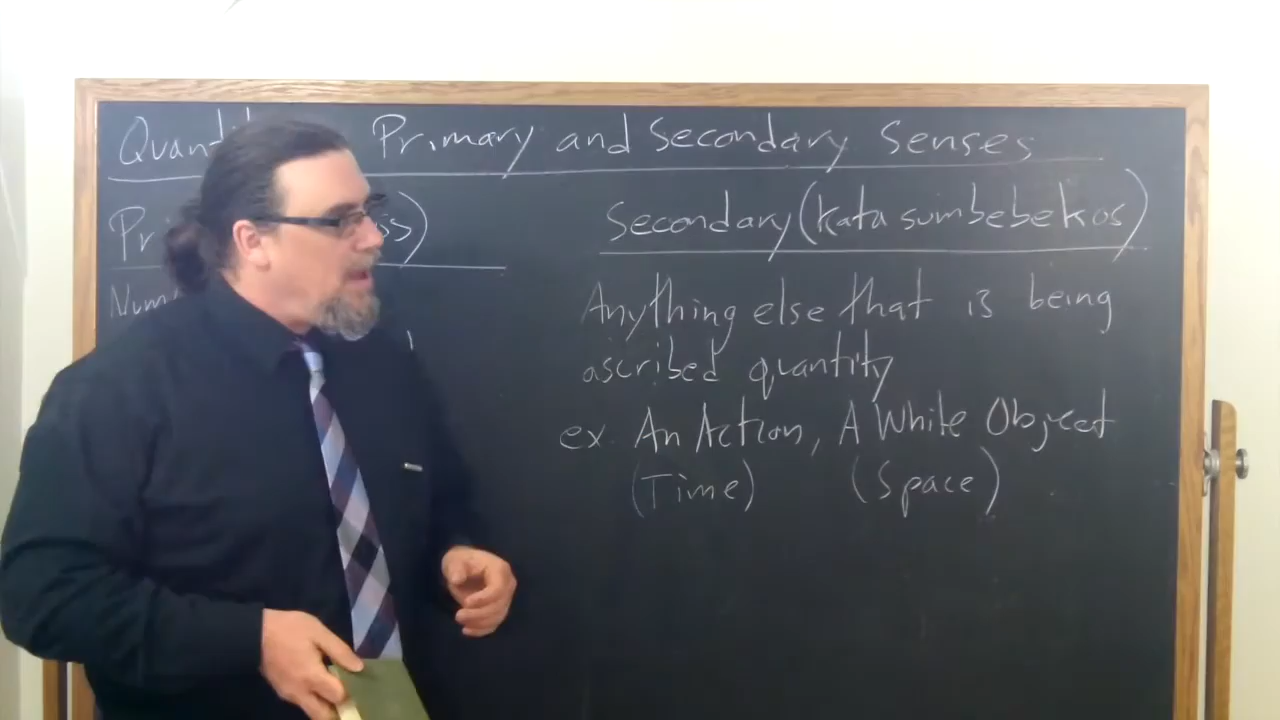 Primary and Secondary Senses
Secondary (kata sumbebekos)
Anything else that is being
ascribed quantity
ex. An Action, A White Object
(Time) (Space)